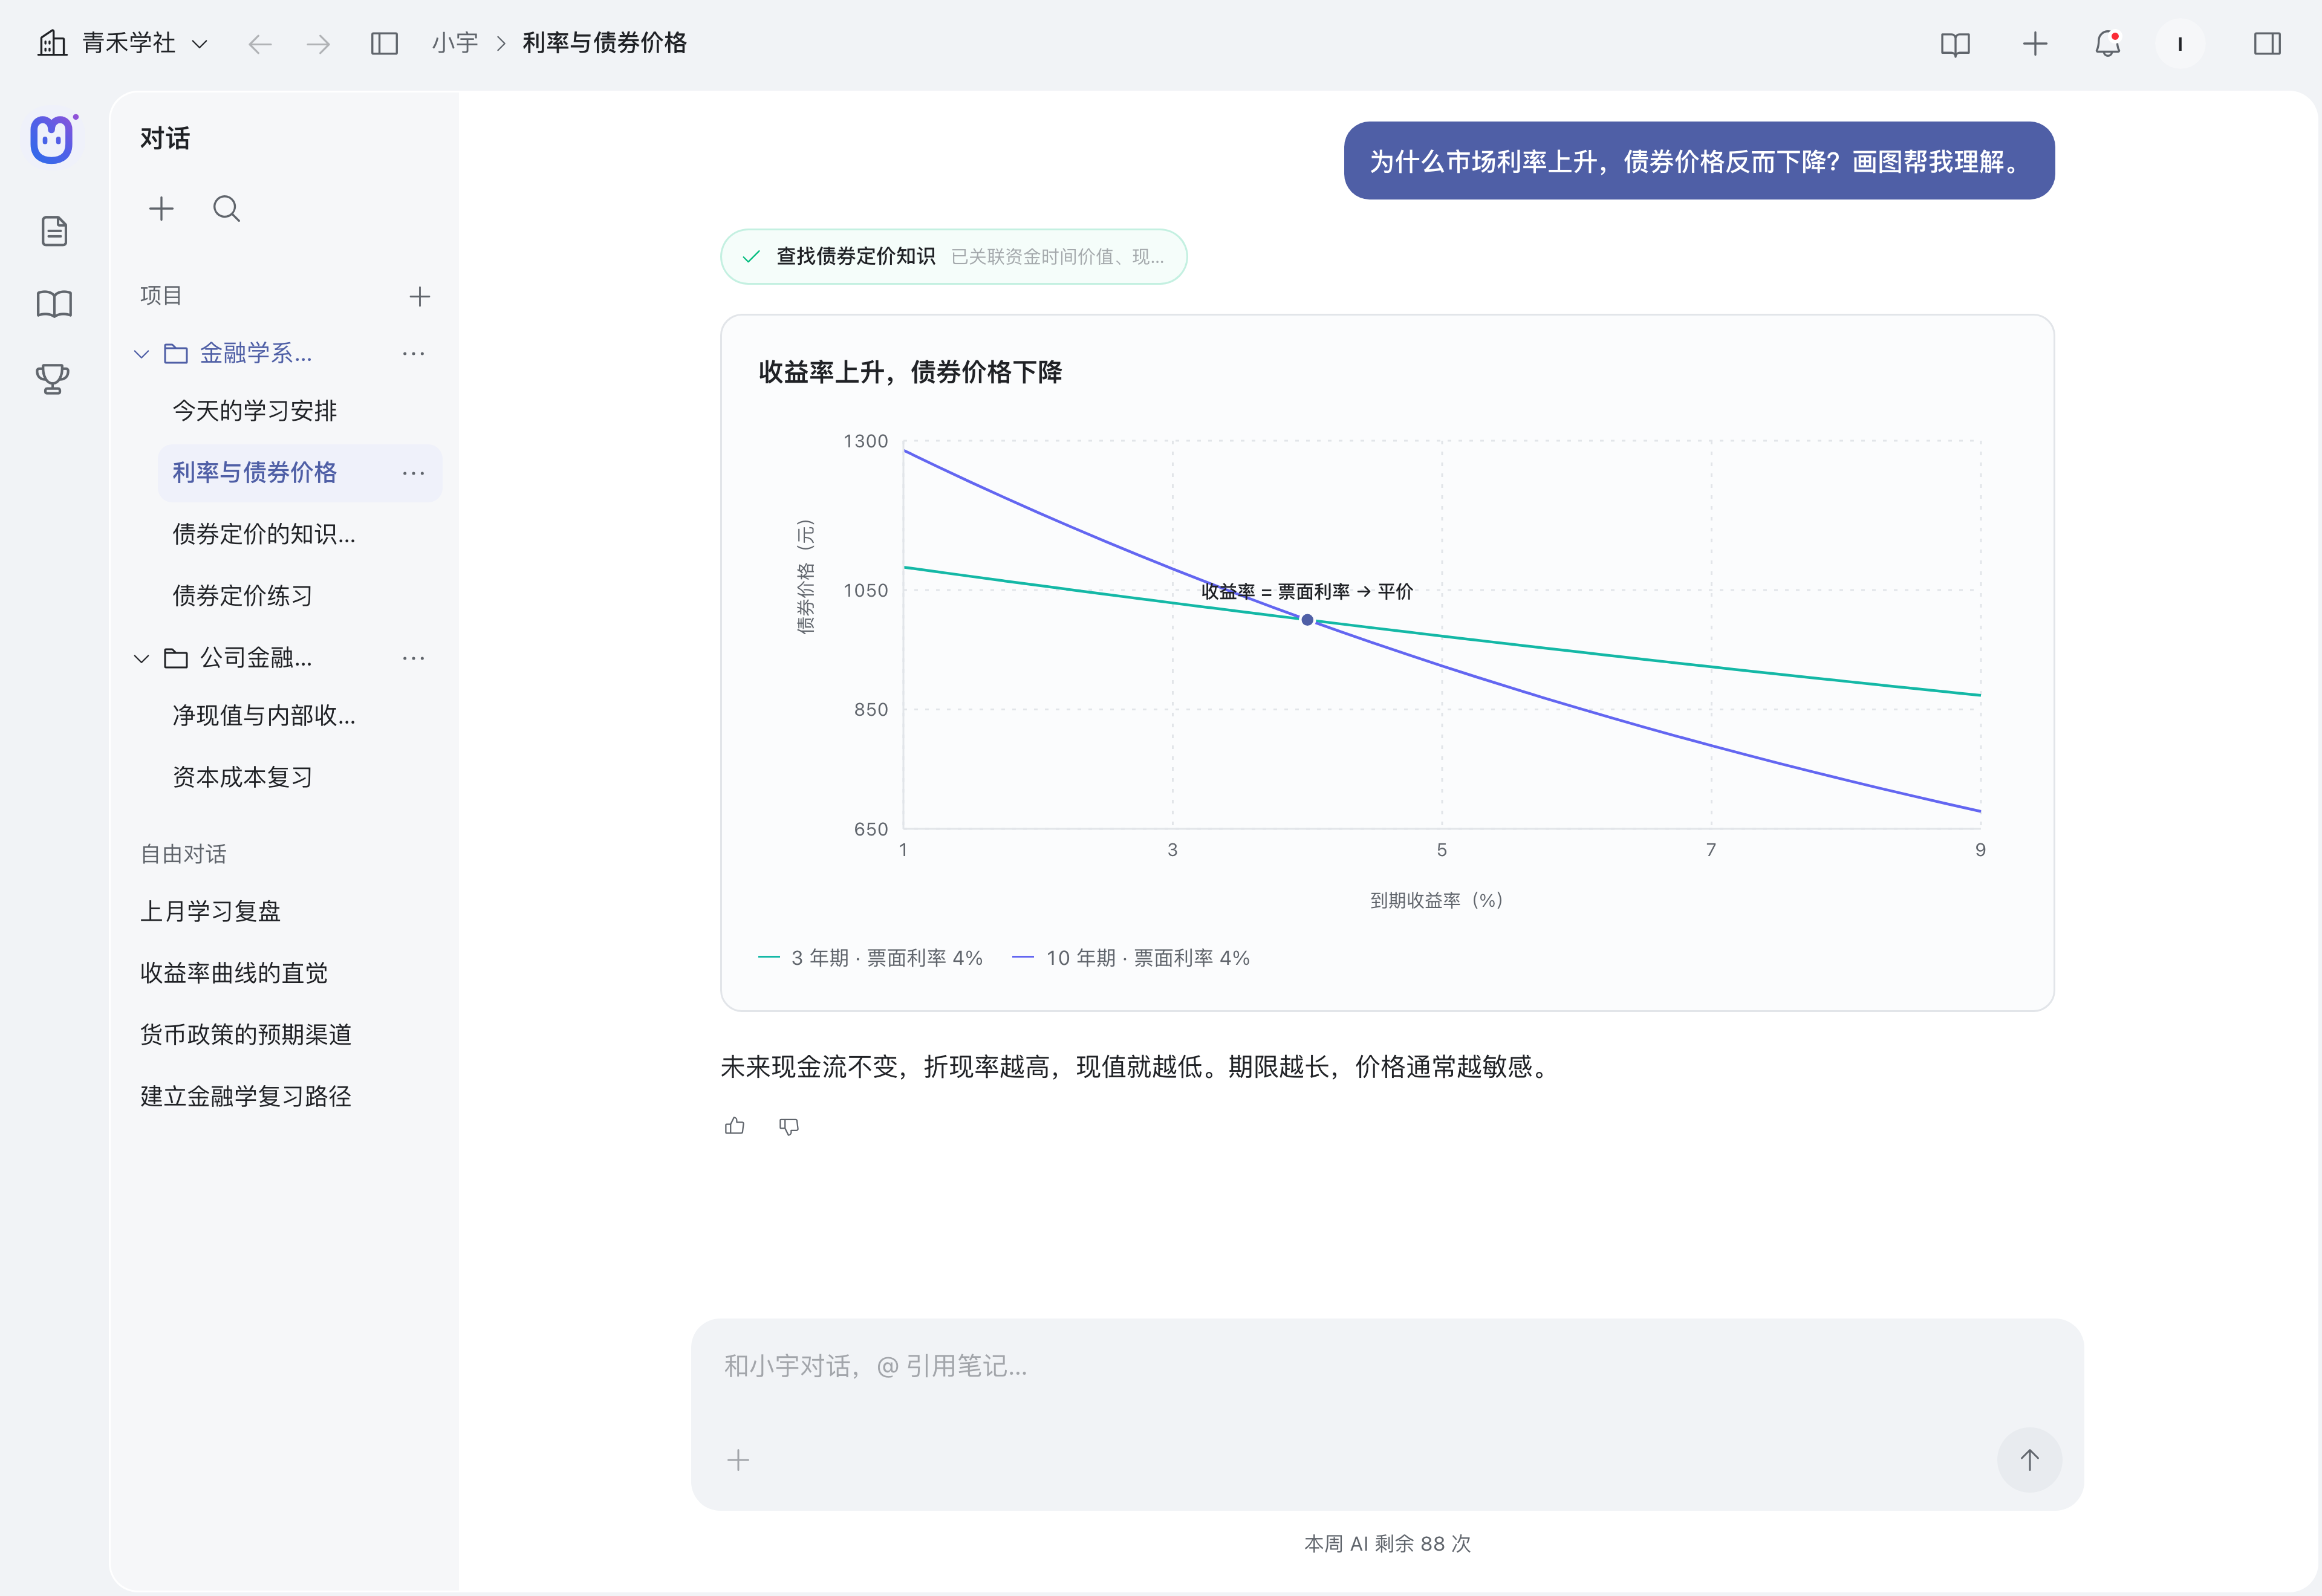 青禾学社
小宇 > 利率与债券价格
I
对话
项目
金融学系...
今天的学习安排
利率与债券价格
债券定价的知识...
债券定价练习
公司金融...
净现值与内部收...
资本成本复习
自由对话
上月学习复盘
收益率曲线的直觉
货币政策的预期渠道
建立金融学复习路径
为什么市场利率上升，债券价格反而下降？画图帮我理解。
查找债券定价知识 已关联资金时间价值、现...
收益率上升，债券价格下降
债券价格（元）
1300
1050
850
650
收益率 = 票面利率 → 平价
1 3 5 7 9
到期收益率（%）
3 年期 · 票面利率 4% 10 年期 · 票面利率 4%
未来现金流不变，折现率越高，现值就越低。期限越长，价格通常越敏感。
和小宇对话，@ 引用笔记...
本周 AI 剩余 88 次